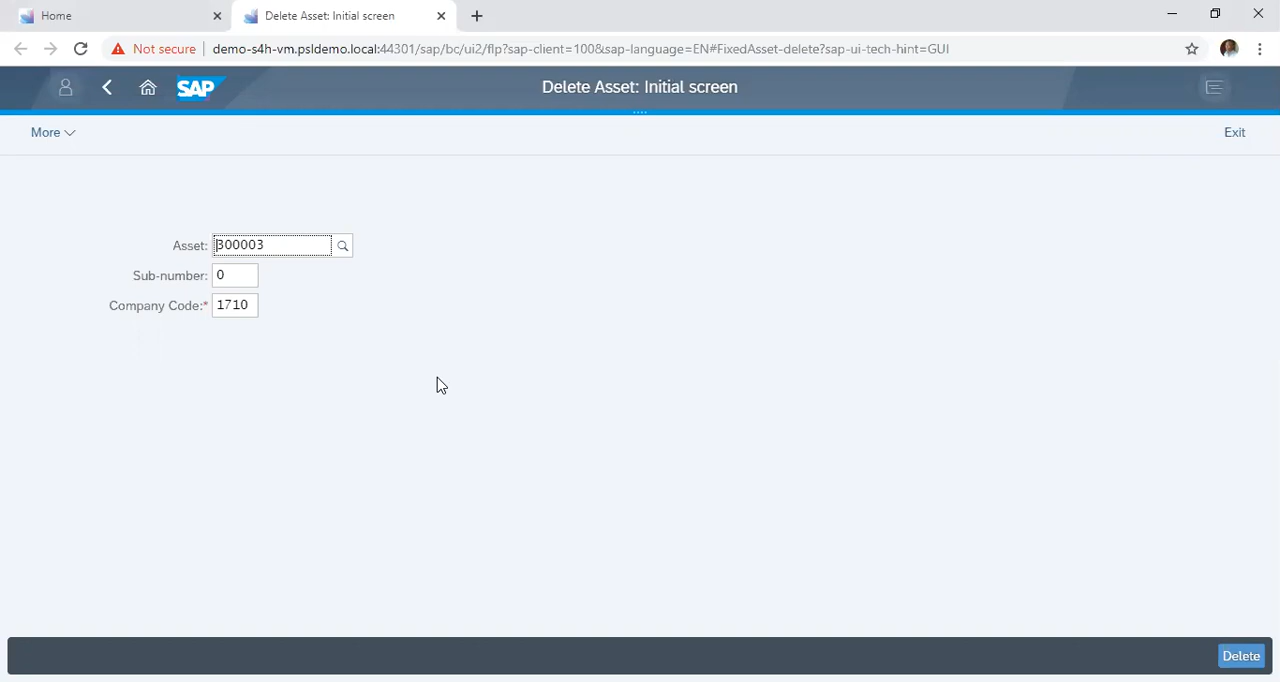 Home
Delete Asset: Initial screen
Not secure
demo-s4h-vm.psldemo.local:44301/sap/bc/ui2/flp?sap-client=100&sap-language=EN#FixedAsset-delete?sap-ui-tech-hint=GUI
SAP
Delete Asset: Initial screen
More
Exit
Asset: 300003
Sub-number: 0
Company Code:* 1710
Delete